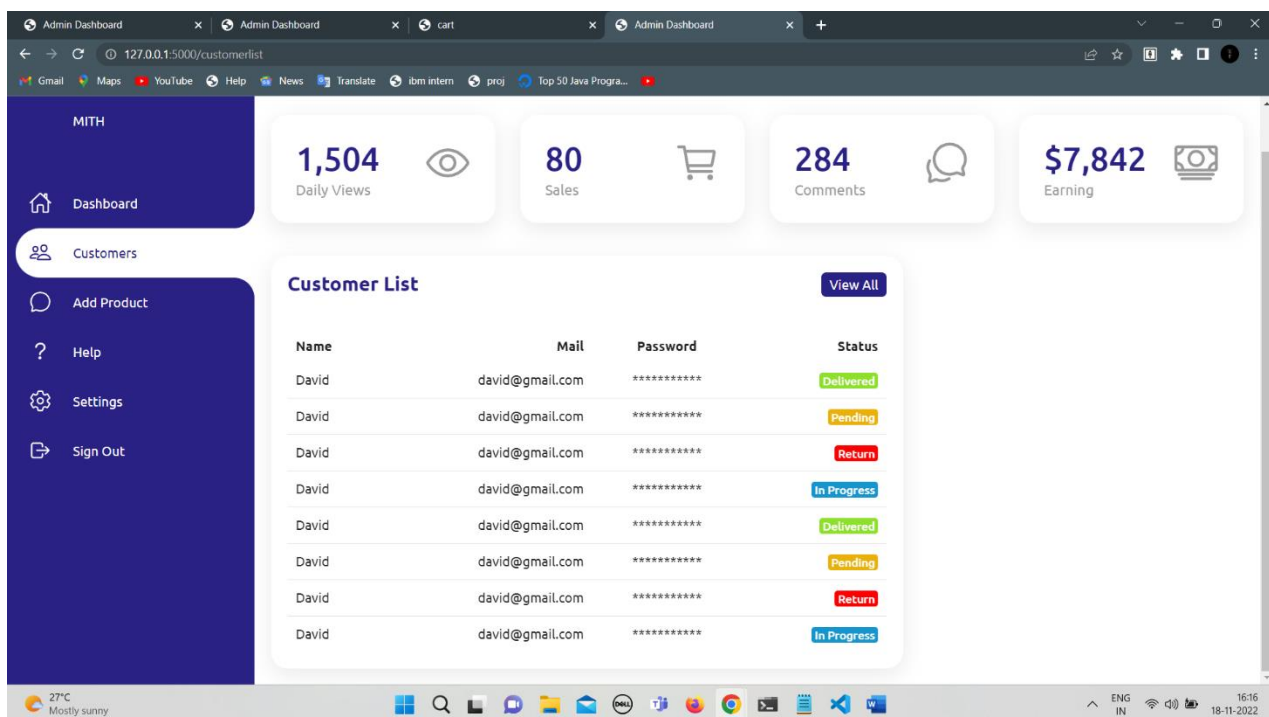 Admin Dashboard Admin Dashboard cart Admin Dashboard
127.0.0.1:5000/customerlist
Gmail Maps YouTube Help News Translate ibm intern proj Top 50 Java Progra...
MITH
1,504 80 284 $7,842
Daily Views Sales Comments Earning
Dashboard
Customers
Add Product
Help
Settings
Sign Out
Customer List View All
Name Mail Password Status
David david@gmail.com *********** Delivered
David david@gmail.com *********** Pending
David david@gmail.com *********** Return
David david@gmail.com *********** In Progress
David david@gmail.com *********** Delivered
David david@gmail.com *********** Pending
David david@gmail.com *********** Return
David david@gmail.com *********** In Progress
27°C ENG 16:16
Mostly sunny IN 18-11-2022